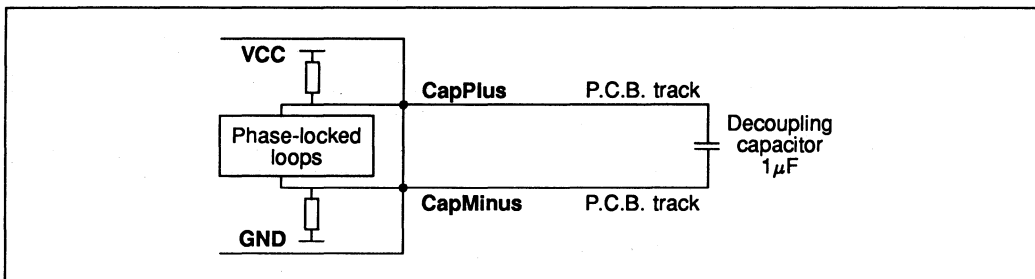 VCC
CapPlus
P.C.B. track
Phase-locked
loops
Decoupling
capacitor
1μF
CapMinus
P.C.B. track
GND